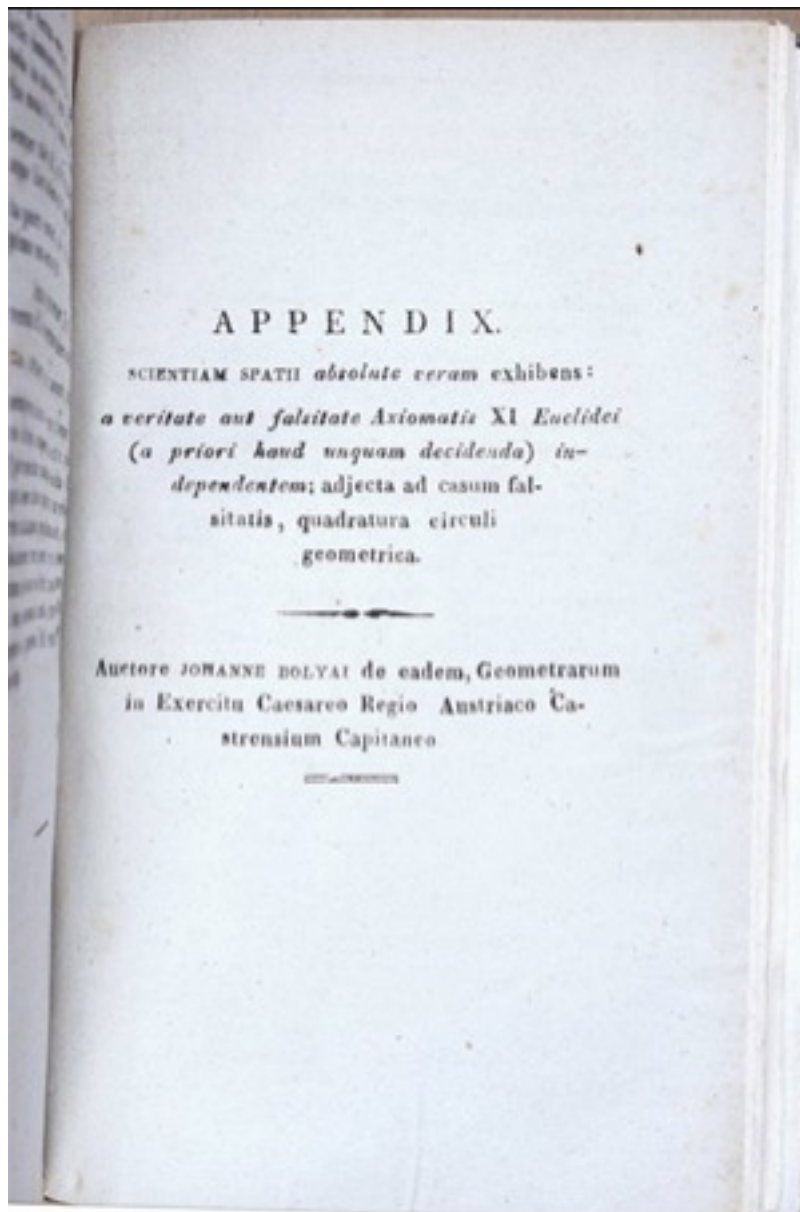 APPENDIX.
SCIENTIAM SPATII absolute veram exhibens:
a veritate aut falsitate Axiomatis XI Euclidei
(a priori haud unquam decidenda) in-
dependentem; adjecta ad casum fal-
sitatis, quadratura circuli
geometrica.
Auctore JOHANNE BOLYAI de eadem, Geometrarum
in Exercitu Caesareo Regio Austriaco Ca-
strensium Capitaneo